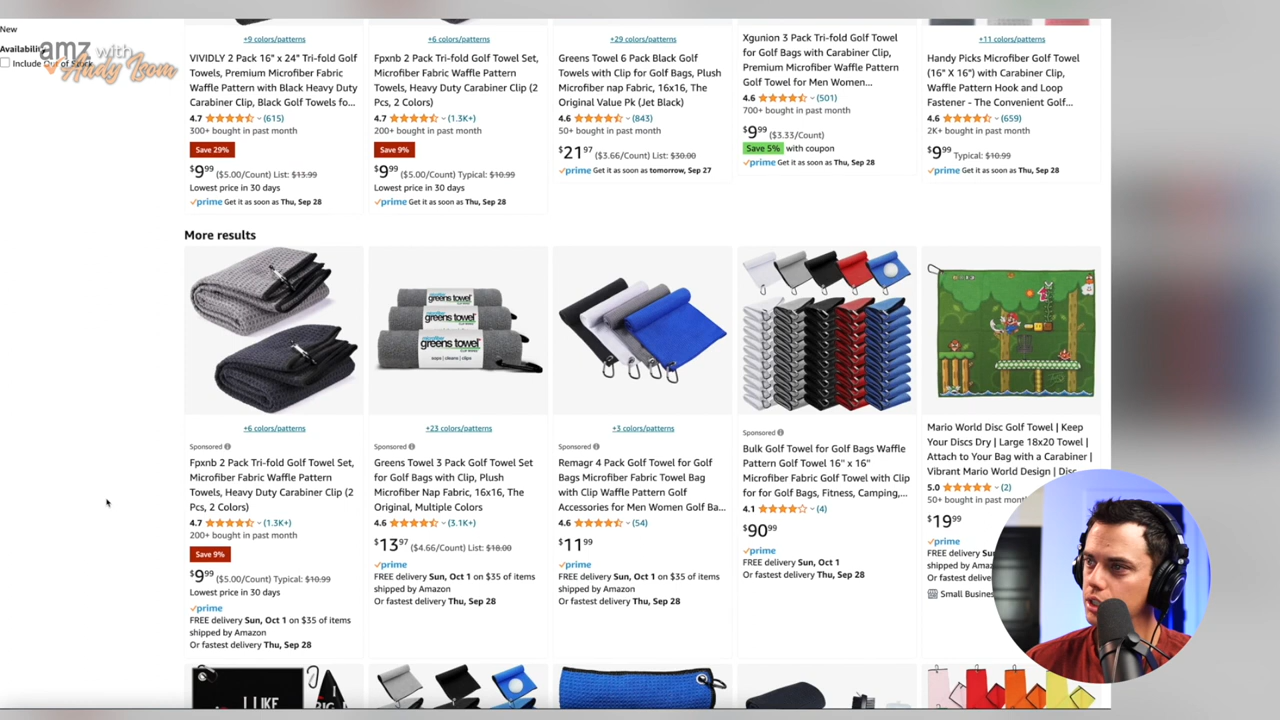 New
Availability
Include Out of Stock
amz with
Andy Isom
+9 colors/patterns
VIVIDLY 2 Pack 16" x 24" Tri-fold Golf
Towels, Premium Microfiber Fabric
Waffle Pattern with Black Heavy Duty
Carabiner Clip, Black Golf Towels fo...
4.7 (615)
300+ bought in past month
Save 29%
$9.99 ($5.00/Count) List: $13.99
Lowest price in 30 days
prime Get it as soon as Thu, Sep 28
+6 colors/patterns
Fpxnb 2 Pack Tri-fold Golf Towel Set,
Microfiber Fabric Waffle Pattern
Towels, Heavy Duty Carabiner Clip (2
Pcs, 2 Colors)
4.7 (1.3K+)
200+ bought in past month
Save 9%
$9.99 ($5.00/Count) Typical: $10.99
Lowest price in 30 days
prime Get it as soon as Thu, Sep 28
+29 colors/patterns
Greens Towel 6 Pack Black Golf
Towels with Clip for Golf Bags, Plush
Microfiber nap Fabric, 16x16, The
Original Value Pk (Jet Black)
4.6 (843)
50+ bought in past month
$21.97 ($3.66/Count) List: $30.00
prime Get it as soon as tomorrow, Sep 27
Xgunion 3 Pack Tri-fold Golf Towel
for Golf Bags with Carabiner Clip,
Premium Microfiber Waffle Pattern
Golf Towel for Men Women...
4.6 (501)
700+ bought in past month
$9.99 ($3.33/Count)
Save 5% with coupon
prime Get it as soon as Thu, Sep 28
+11 colors/patterns
Handy Picks Microfiber Golf Towel
(16" X 16") with Carabiner Clip,
Waffle Pattern Hook and Loop
Fastener - The Convenient Golf...
4.6 (659)
2K+ bought in past month
$9.99 Typical: $10.99
prime Get it as soon as Thu, Sep 28
More results
+6 colors/patterns
Sponsored
Fpxnb 2 Pack Tri-fold Golf Towel Set,
Microfiber Fabric Waffle Pattern
Towels, Heavy Duty Carabiner Clip (2
Pcs, 2 Colors)
4.7 (1.3K+)
200+ bought in past month
Save 9%
$9.99 ($5.00/Count) Typical: $10.99
Lowest price in 30 days
prime
FREE delivery Sun, Oct 1 on $35 of items
shipped by Amazon
Or fastest delivery Thu, Sep 28
greens towel
greens towel
greens towel
+23 colors/patterns
Sponsored
Greens Towel 3 Pack Golf Towel Set
for Golf Bags with Clip, Plush
Microfiber Nap Fabric, 16x16, The
Original, Multiple Colors
4.6 (3.1K+)
$13.97 ($4.66/Count) List: $18.00
prime
FREE delivery Sun, Oct 1 on $35 of items
shipped by Amazon
Or fastest delivery Thu, Sep 28
+3 colors/patterns
Sponsored
Remagr 4 Pack Golf Towel for Golf
Bags Microfiber Towel Bag
with Clip Waffle Pattern Golf
Accessories for Men Women Golf Ba...
4.6 (54)
$11.99
prime
FREE delivery Sun, Oct 1 on $35 of items
shipped by Amazon
Or fastest delivery Thu, Sep 28
Sponsored
Bulk Golf Towel for Golf Bags Waffle
Pattern Golf Towel 16" x 16"
Microfiber Fabric Golf Towel with Clip
for for Golf Bags, Fitness, Camping,...
4.1 (4)
$90.99
prime
FREE delivery Sun, Oct 1
Or fastest delivery Thu, Sep 28
Mario World Disc Golf Towel | Keep
Your Discs Dry | Large 18x20 Towel |
Attach to Your Bag with a Carabiner |
Vibrant Mario World Design | Disc
5.0 (2)
50+ bought in past month
$19.99
prime
FREE delivery
shipped by Amazon
Or fastest
Small Business
I LIKE